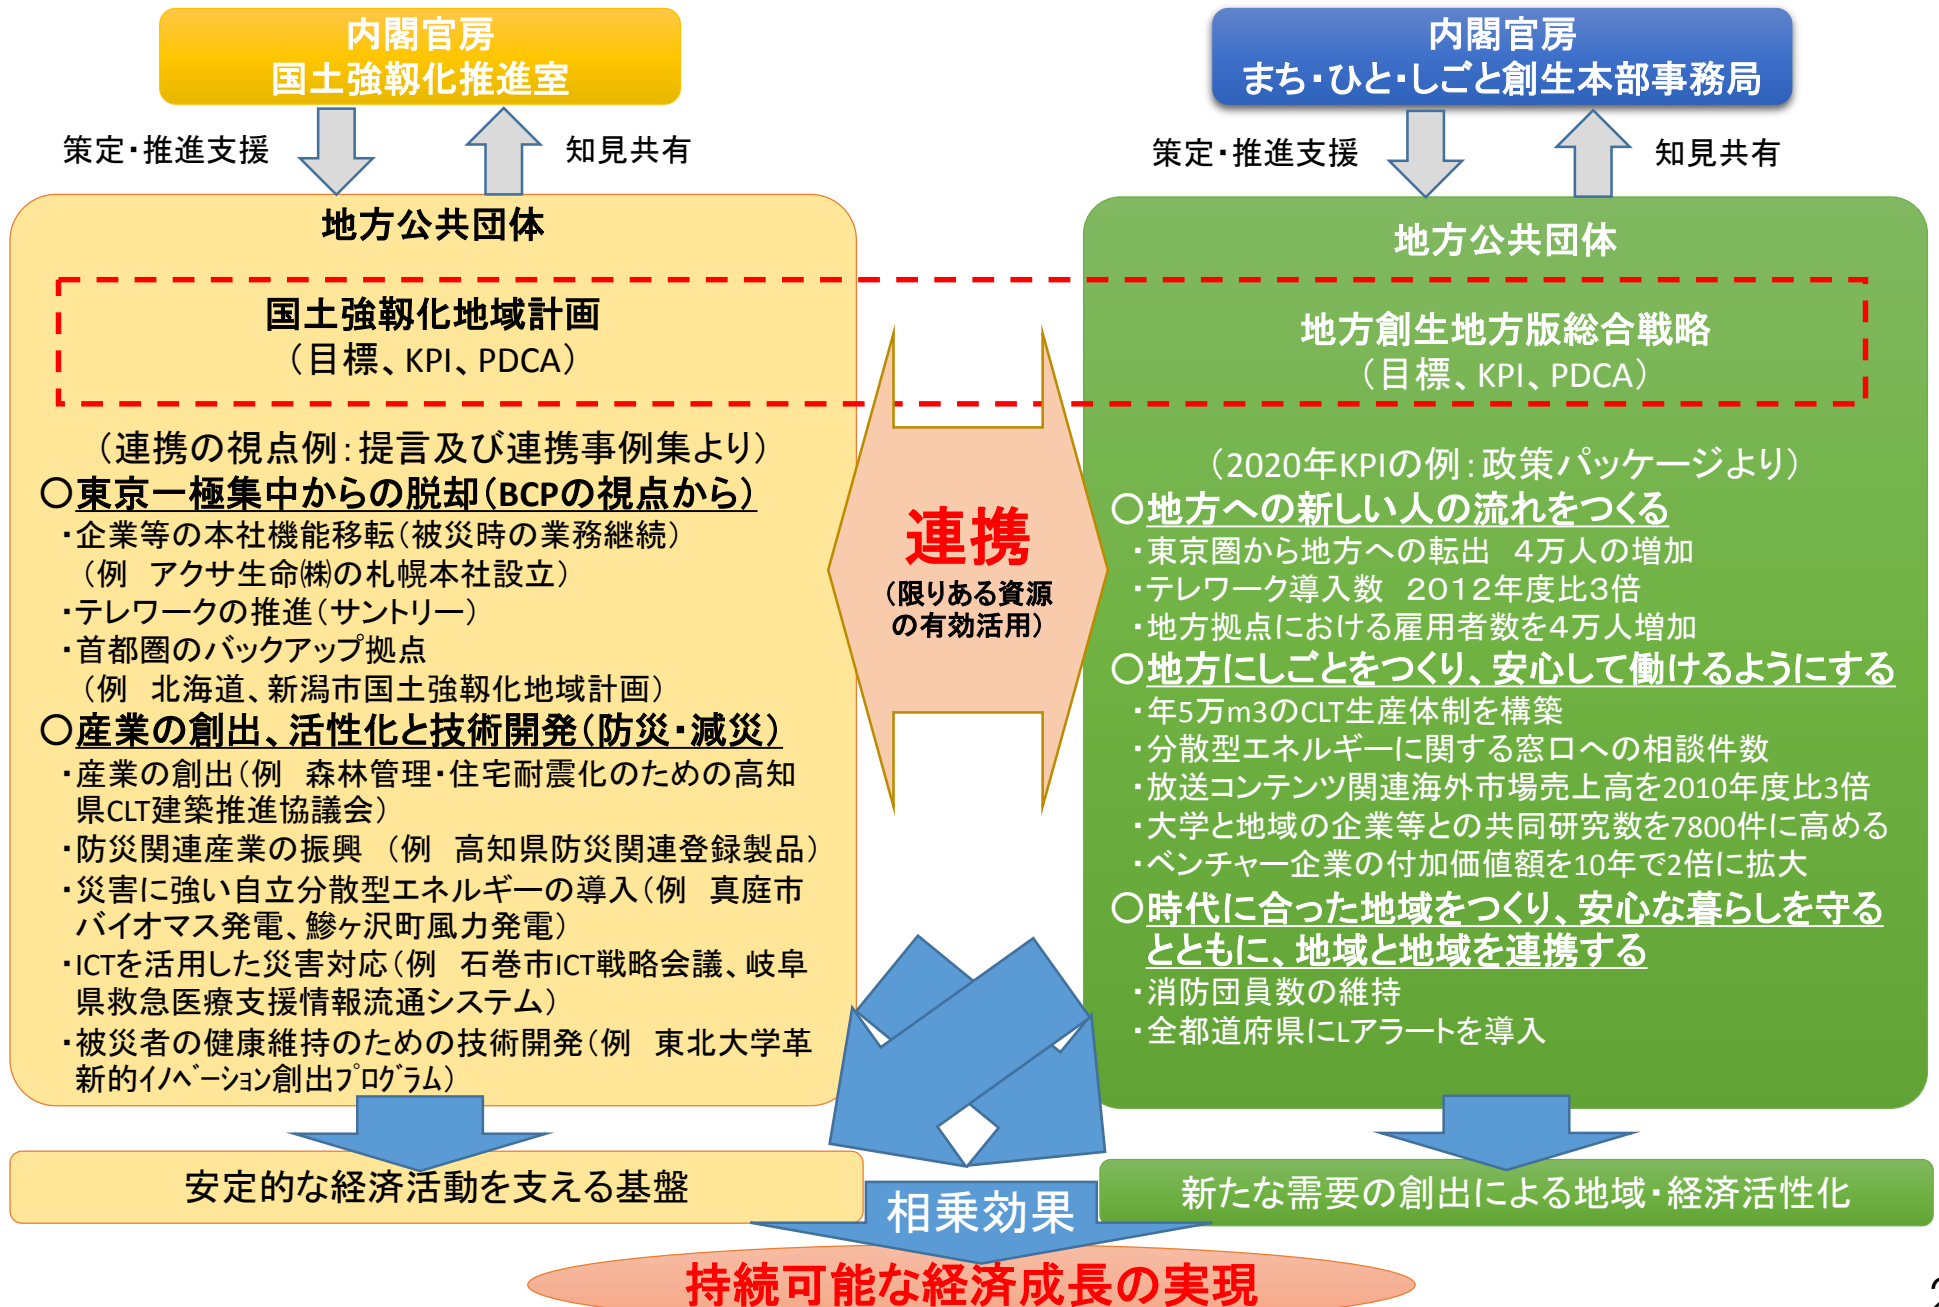 内閣官房
国土強靱化推進室
策定・推進支援
知見共有
地方公共団体
国土強靱化地域計画
（目標、KPI、PDCA）
（連携の視点例：提言及び連携事例集より）
○東京一極集中からの脱却（BCPの視点から）
・企業等の本社機能移転（被災時の業務継続）
（例　アクサ生命㈱の札幌本社設立）
・テレワークの推進（サントリー）
・首都圏のバックアップ拠点
（例　北海道、新潟市国土強靱化地域計画）
○産業の創出、活性化と技術開発（防災・減災）
・産業の創出（例　森林管理・住宅耐震化のための高知
県CLT建築推進協議会）
・防災関連産業の振興　（例　高知県防災関連登録製品）
・災害に強い自立分散型エネルギーの導入（例　真庭市
バイオマス発電、鰺ヶ沢町風力発電）
・ICTを活用した災害対応（例　石巻市ICT戦略会議、岐阜
県救急医療支援情報流通システム）
・被災者の健康維持のための技術開発（例　東北大学革
新的ｲﾉﾍﾞｰｼｮﾝ創出ﾌﾟﾛｸﾞﾗﾑ）
安定的な経済活動を支える基盤
連携
（限りある資源
の有効活用）
内閣官房
まち・ひと・しごと創生本部事務局
策定・推進支援
知見共有
地方公共団体
地方創生地方版総合戦略
（目標、KPI、PDCA）
（2020年KPIの例：政策パッケージより）
○地方への新しい人の流れをつくる
・東京圏から地方への転出　４万人の増加
・テレワーク導入数　２０１２年度比３倍
・地方拠点における雇用者数を４万人増加
○地方にしごとをつくり、安心して働けるようにする
・年5万m3のCLT生産体制を構築
・分散型エネルギーに関する窓口への相談件数
・放送コンテンツ関連海外市場売上高を2010年度比3倍
・大学と地域の企業等との共同研究数を7800件に高める
・ベンチャー企業の付加価値額を10年で2倍に拡大
○時代に合った地域をつくり、安心な暮らしを守る
とともに、地域と地域を連携する
・消防団員数の維持
・全都道府県にLアラートを導入
新たな需要の創出による地域・経済活性化
相乗効果
持続可能な経済成長の実現